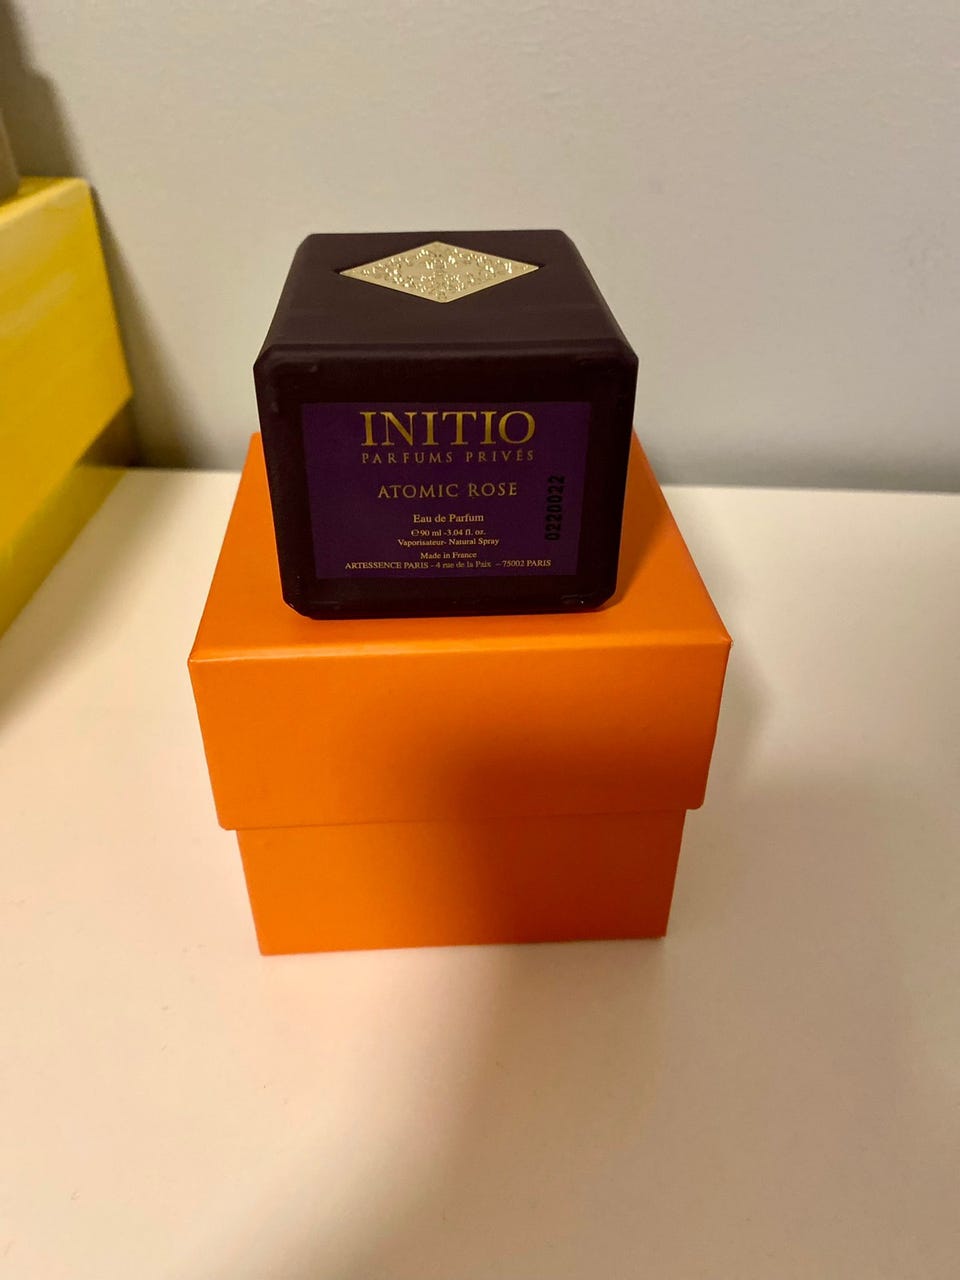 INITIO
PARFUMS PRIVÉS
ATOMIC ROSE
Eau de Parfum
℮90 ml -3.04 fl. oz.
Vaporisateur- Natural Spray
Made in France
ARTESSENCE PARIS - 4 rue de la Paix - 75002 PARIS
0220022